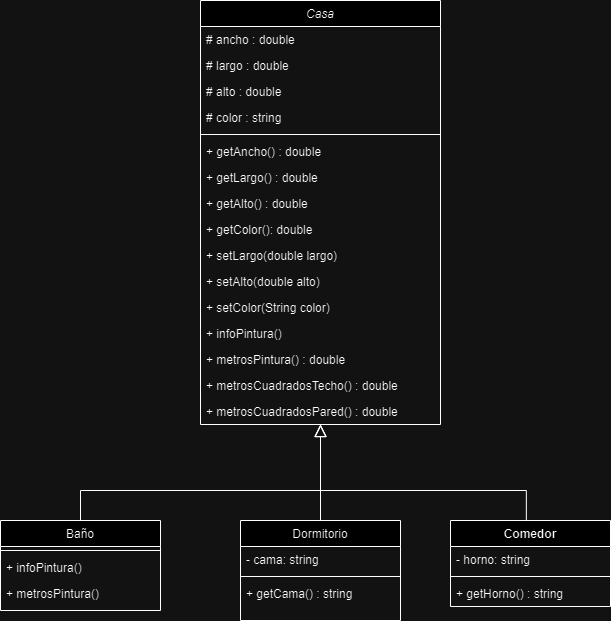 Casa
# ancho : double
# largo : double
# alto : double
# color : string
+ getAncho() : double
+ getLargo() : double
+ getAlto() : double
+ getColor(): double
+ setLargo(double largo)
+ setAlto(double alto)
+ setColor(String color)
+ infoPintura()
+ metrosPintura() : double
+ metrosCuadradosTecho() : double
+ metrosCuadradosPared() : double
Baño
+ infoPintura()
+ metrosPintura()
Dormitorio
- cama: string
+ getCama() : string
Comedor
- horno: string
+ getHorno() : string